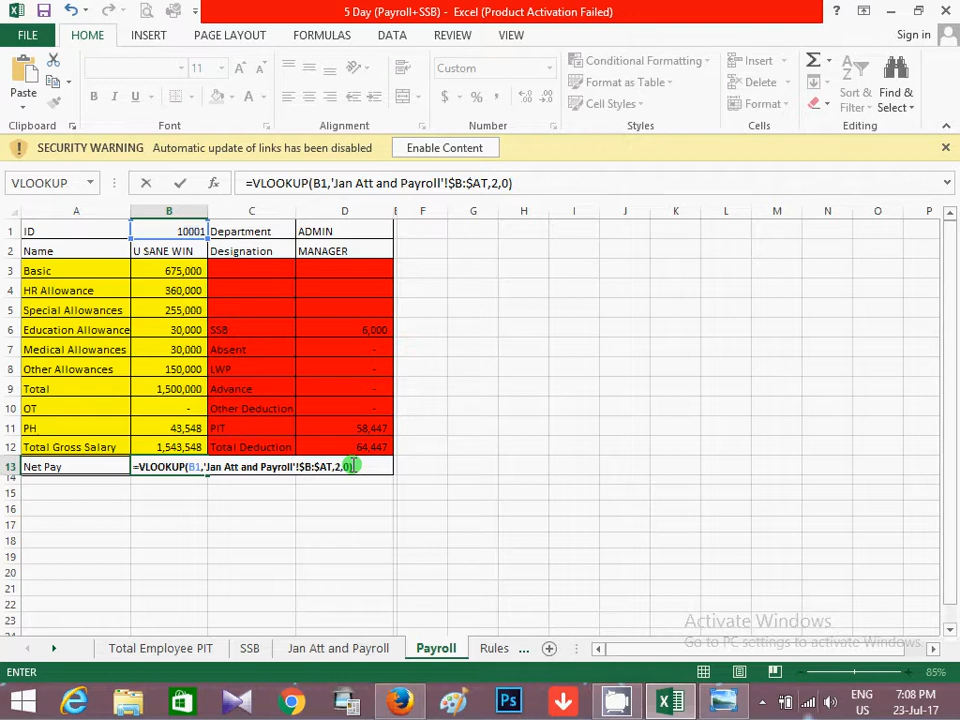 5 Day (Payroll+SSB) - Excel (Product Activation Failed)
FILE HOME INSERT PAGE LAYOUT FORMULAS DATA REVIEW VIEW Sign in
Paste
11
Custom
Conditional Formatting
Format as Table
Cell Styles
Insert
Delete
Format
Sort & Filter
Find & Select
Clipboard Font Alignment Number Styles Cells Editing
SECURITY WARNING Automatic update of links has been disabled Enable Content
VLOOKUP =VLOOKUP(B1,'Jan Att and Payroll'!$B:$AT,2,0)
A B C D E F G H I J K L M N O P
1 ID 10001 Department ADMIN
2 Name U SANE WIN Designation MANAGER
3 Basic 675,000
4 HR Allowance 360,000
5 Special Allowances 255,000
6 Education Allowance 30,000 SSB 6,000
7 Medical Allowances 30,000 Absent -
8 Other Allowances 150,000 LWP -
9 Total 1,500,000 Advance -
10 OT - Other Deduction -
11 PH 43,548 PIT 58,447
12 Total Gross Salary 1,543,548 Total Deduction 64,447
13 Net Pay =VLOOKUP(B1,'Jan Att and Payroll'!$B:$AT,2,0)
14
15
16
17
18
19
20
21
22
23
Activate Windows
Go to PC settings to activate Windows.
Total Employee PIT SSB Jan Att and Payroll Payroll Rules ...
ENTER 85%
ENG 7:08 PM
23-Jul-17